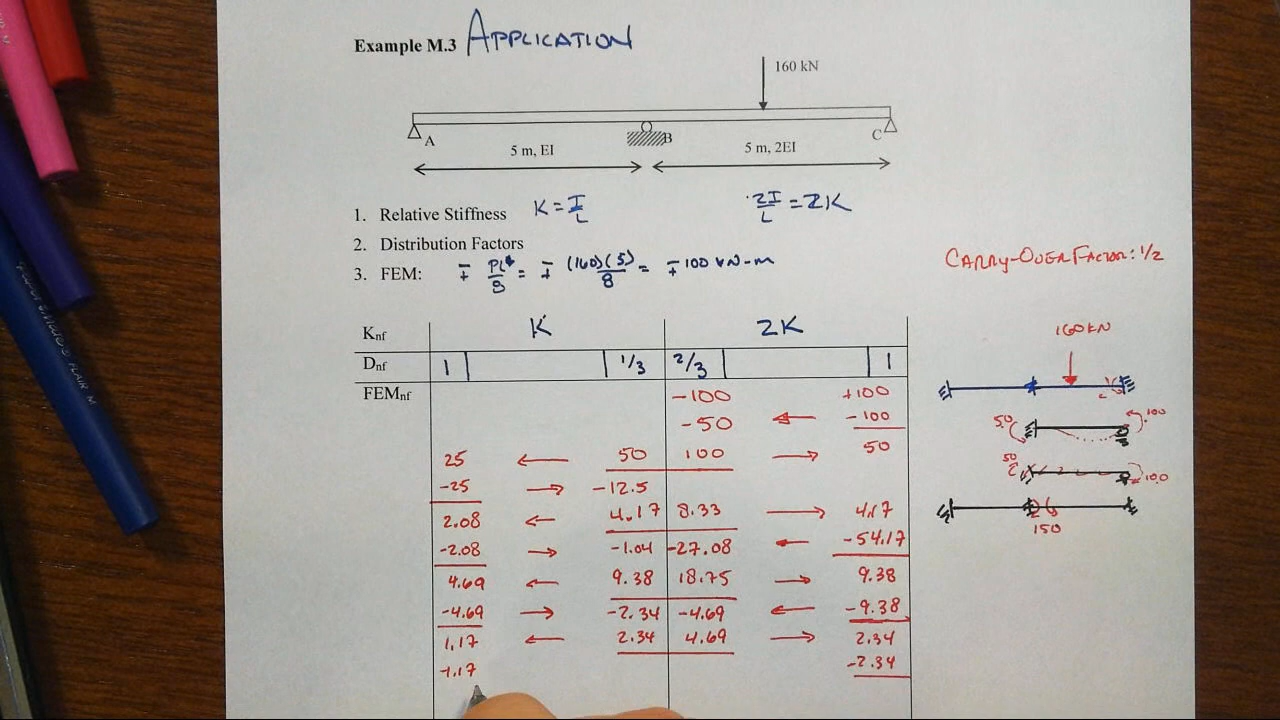 Example M.3 APPLICATION
160 kN
A B C
5 m, EI 5 m, 2EI
1. Relative Stiffness K = I/L 2I/L = 2K
2. Distribution Factors
3. FEM: ∓ PL/8 = ∓ (160)(5)/8 = ∓ 100 kN-m
CARRY-OVER FACTOR: 1/2
Knf K 2K
Dnf 1 1/3 2/3 1
FEMnf -100 +100
-50 ← -100
25 ← 50 100 → 50
-25 → -12.5
2.08 ← 4.17 8.33 → 4.17
-2.08 → -1.04 -27.08 ← -54.17
4.69 ← 9.38 18.75 → 9.38
-4.69 → -2.34 -4.69 ← -9.38
1.17 ← 2.34 4.69 → 2.34
-1.17 -2.34
160 kN
50 100
50 100
150